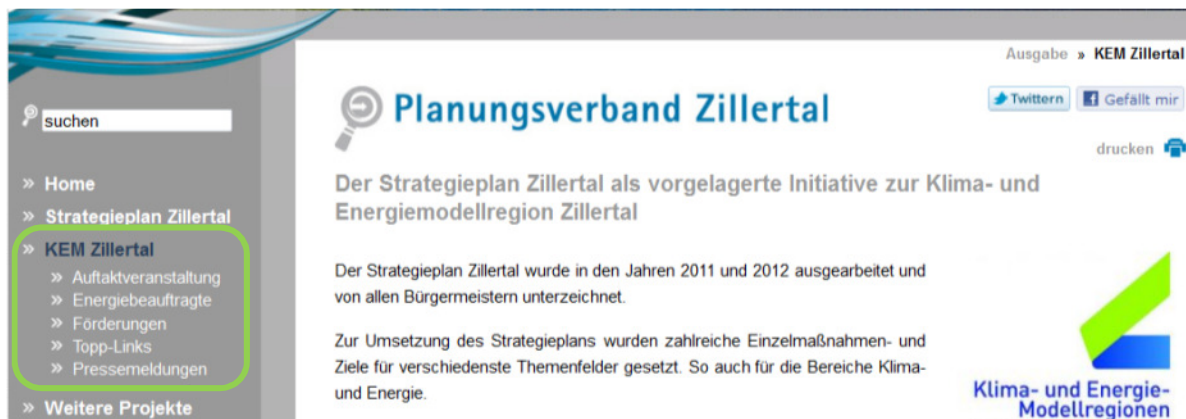 Ausgabe » KEM Zillertal
suchen
» Home
» Strategieplan Zillertal
» KEM Zillertal
» Auftaktveranstaltung
» Energiebeauftragte
» Förderungen
» Topp-Links
» Pressemeldungen
» Weitere Projekte
Planungsverband Zillertal
Twittern
Gefällt mir
drucken
Der Strategieplan Zillertal als vorgelagerte Initiative zur Klima- und
Energiemodellregion Zillertal
Der Strategieplan Zillertal wurde in den Jahren 2011 und 2012 ausgearbeitet und
von allen Bürgermeistern unterzeichnet.
Zur Umsetzung des Strategieplans wurden zahlreiche Einzelmaßnahmen- und
Ziele für verschiedenste Themenfelder gesetzt. So auch für die Bereiche Klima-
und Energie.
Klima- und Energie-
Modellregionen